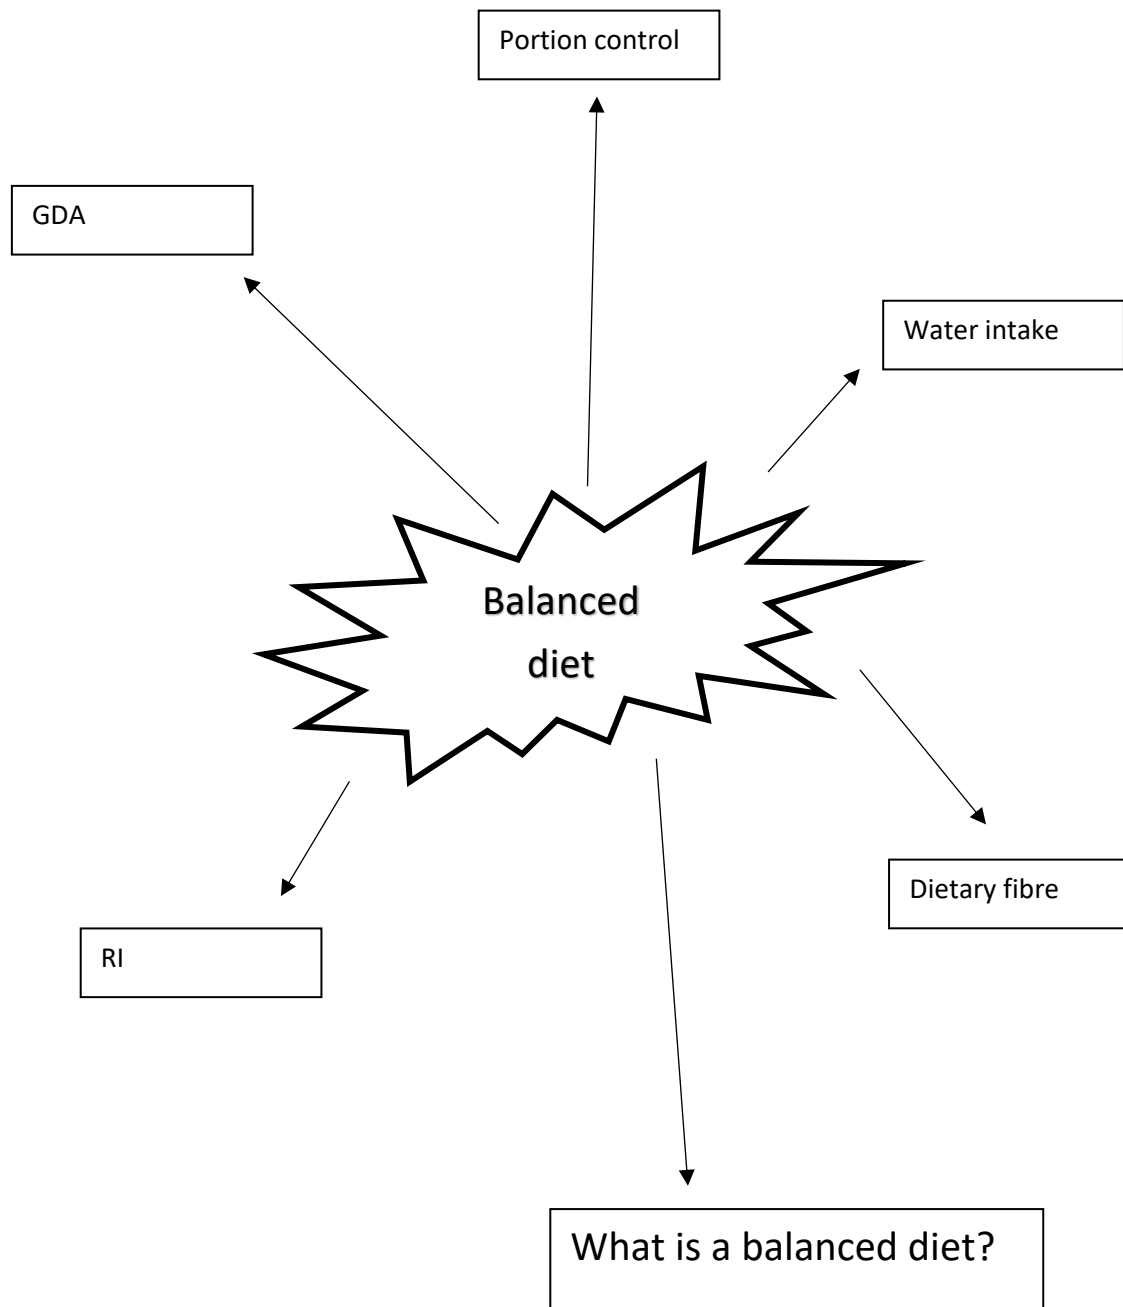 Portion control
GDA
Water intake
Balanced
diet
Dietary fibre
RI
What is a balanced diet?